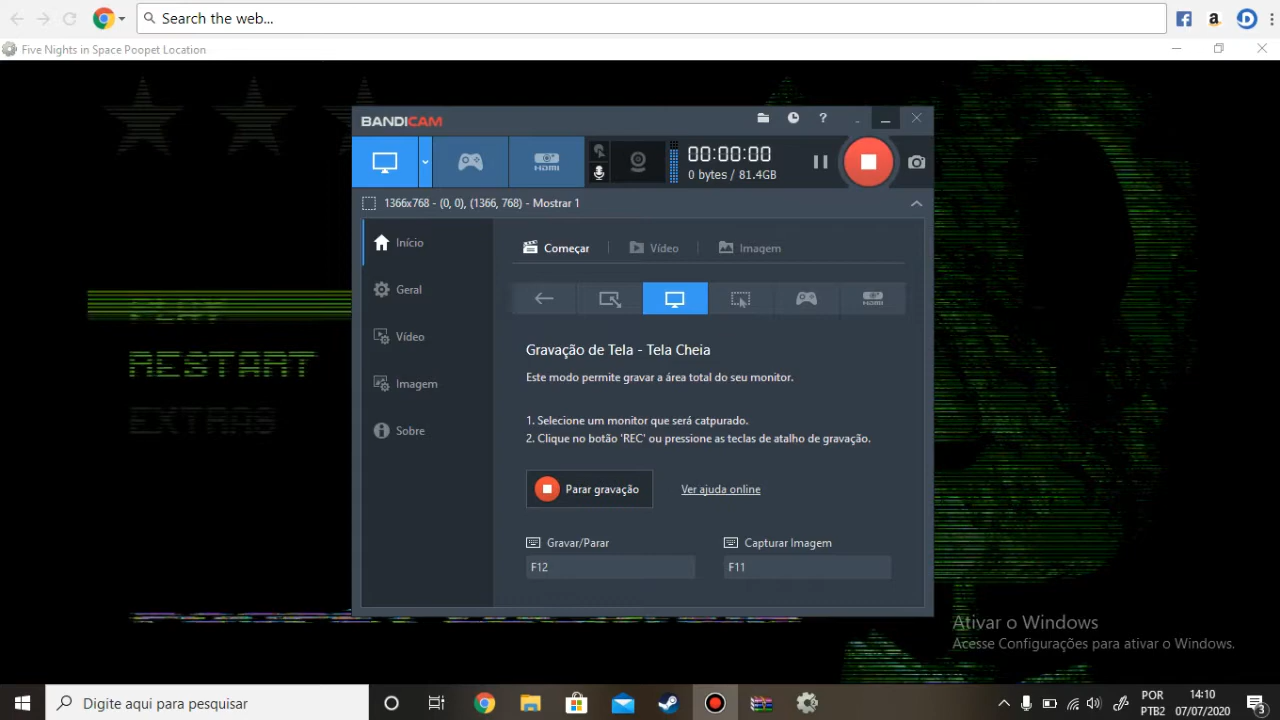 Search the web...
Five Nights in Space Poopet Location
BANDICAM
HDMI
00:00:00
0 bytes / 81.4GB
1366x768 - (0, 0), (1366, 768) - Mostrar 1
Início
Começar
Vídeo
Imagem
Geral
HDMI
Vídeo
Gravação de Tela - Tela Cheia
permite gravar a área total do seu monitor.
RESTART
Imagem
EXTRAS
Sobre
1. Selecione um monitor que será capturado.
2. Clique no botão 'REC' ou pressione as teclas de atalho de gravação.
Parar gravação
Ver ajuda online
Gravar/Parar
Capturar Imagem
F12
F11
Ativar o Windows
Acesse Configurações para ativar o Windows.
Digite aqui para pesquisar
POR
PTB2
14:10
07/07/2020
3